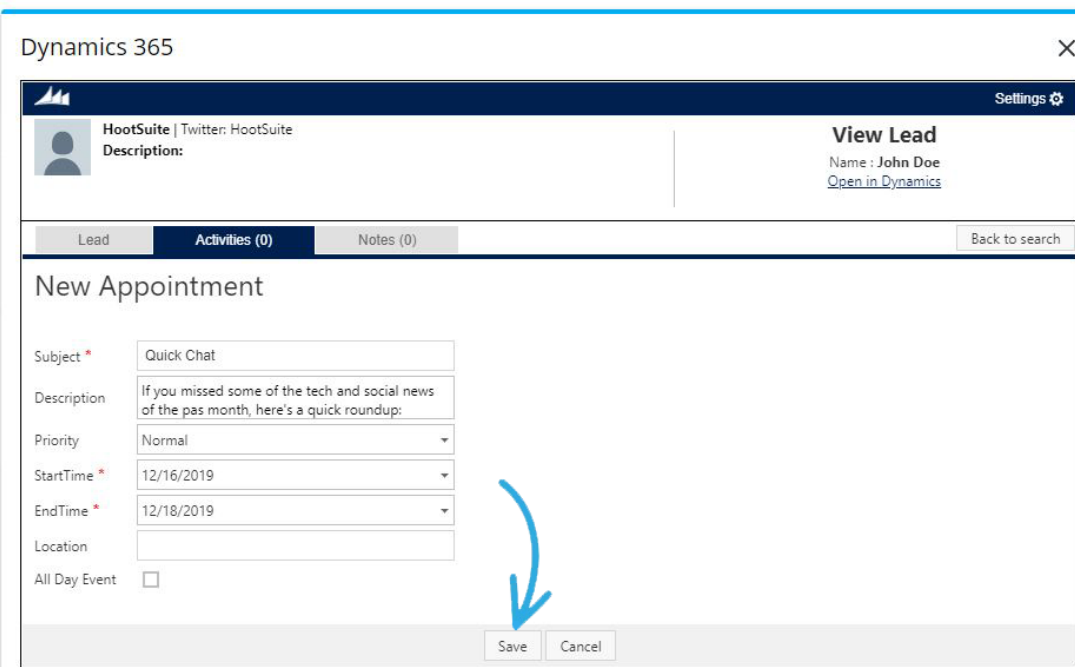 Dynamics 365
Settings
HootSuite | Twitter: HootSuite
Description:
View Lead
Name : John Doe
Open in Dynamics
Lead
Activities (0)
Notes (0)
Back to search
New Appointment
Subject * Quick Chat
Description If you missed some of the tech and social news
of the pas month, here's a quick roundup:
Priority Normal
StartTime * 12/16/2019
EndTime * 12/18/2019
Location
All Day Event
Save Cancel